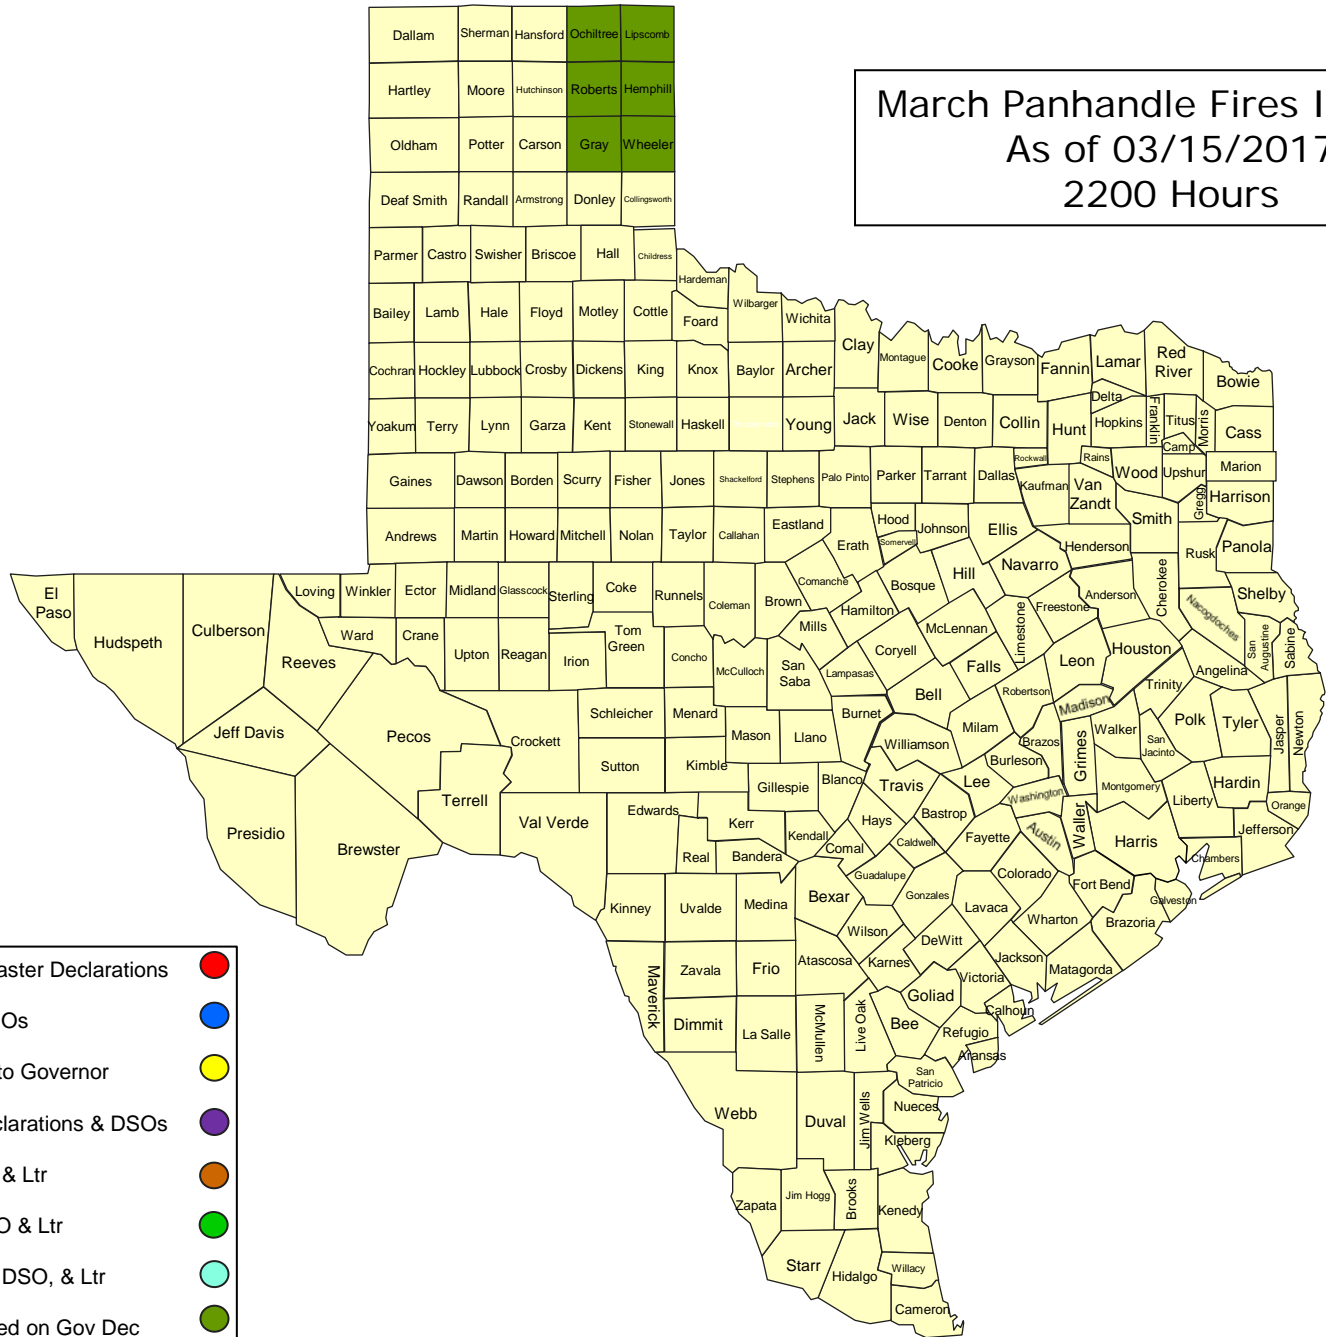 Dallam Sherman Hansford Ochiltree Lipscomb
March Panhandle Fires I
As of 03/15/2017
2200 Hours
Hartley Moore Hutchinson Roberts Hemphill
Oldham Potter Carson Gray Wheeler
Deaf Smith Randall Armstrong Donley Collingsworth
Parmer Castro Swisher Briscoe Hall Childress
Hardeman
Bailey Lamb Hale Floyd Motley Cottle Foard Wilbarger Wichita
Clay Montague Cooke Grayson Fannin Lamar Red
River Bowie
Cochran Hockley Lubbock Crosby Dickens King Knox Baylor Archer
Delta
Yoakum Terry Lynn Garza Kent Stonewall Haskell Young Jack Wise Denton Collin Hunt Hopkins Franklin Titus Morris Cass
Camp
Gaines Dawson Borden Scurry Fisher Jones Shackelford Stephens Palo Pinto Parker Tarrant Dallas Rockwall Rains Wood Upshur Marion
Kaufman Van
Zandt Gregg Harrison
Andrews Martin Howard Mitchell Nolan Taylor Callahan Eastland Erath Hood Johnson Ellis Smith
Somervell Henderson Rusk Panola
El
Paso Hudspeth Culberson Loving Winkler Ector Midland Glasscock Sterling Coke Runnels Coleman Brown Comanche Bosque Hill Navarro Anderson Cherokee Shelby
Hamilton Freestone Nacogdoches
Reeves Ward Crane Upton Reagan Irion Tom
Green Concho McCulloch San
Saba Mills Lampasas Coryell McLennan Limestone Falls Leon Houston Angelina San
Augustine Sabine
Jeff Davis Pecos Crockett Schleicher Menard Mason Llano Burnet Bell Milam Robertson Madison Trinity
Walker San
Jacinto Polk Tyler Jasper Newton
Sutton Kimble Gillespie Blanco Williamson Travis Lee Burleson Brazos Grimes
Presidio Brewster Terrell Val Verde Edwards Kerr Kendall Hays Bastrop Washington Montgomery Liberty Hardin Orange
Real Bandera Comal Caldwell Fayette Austin Waller Harris Jefferson
Chambers
Kinney Uvalde Medina Bexar Guadalupe Gonzales Colorado Fort Bend Galveston
Wilson Lavaca Wharton Brazoria
Maverick Zavala Frio Atascosa Karnes DeWitt Jackson Matagorda
Victoria
Dimmit La Salle McMullen Live Oak Bee Goliad Calhoun
Refugio
Aransas
San
Patricio
Webb Duval Jim Wells Nueces
Kleberg
Zapata Jim Hogg Brooks Kenedy
Starr Hidalgo Willacy
Cameron
aster Declarations
Os
to Governor
clarations & DSOs
& Ltr
O & Ltr
DSO, & Ltr
ed on Gov Dec